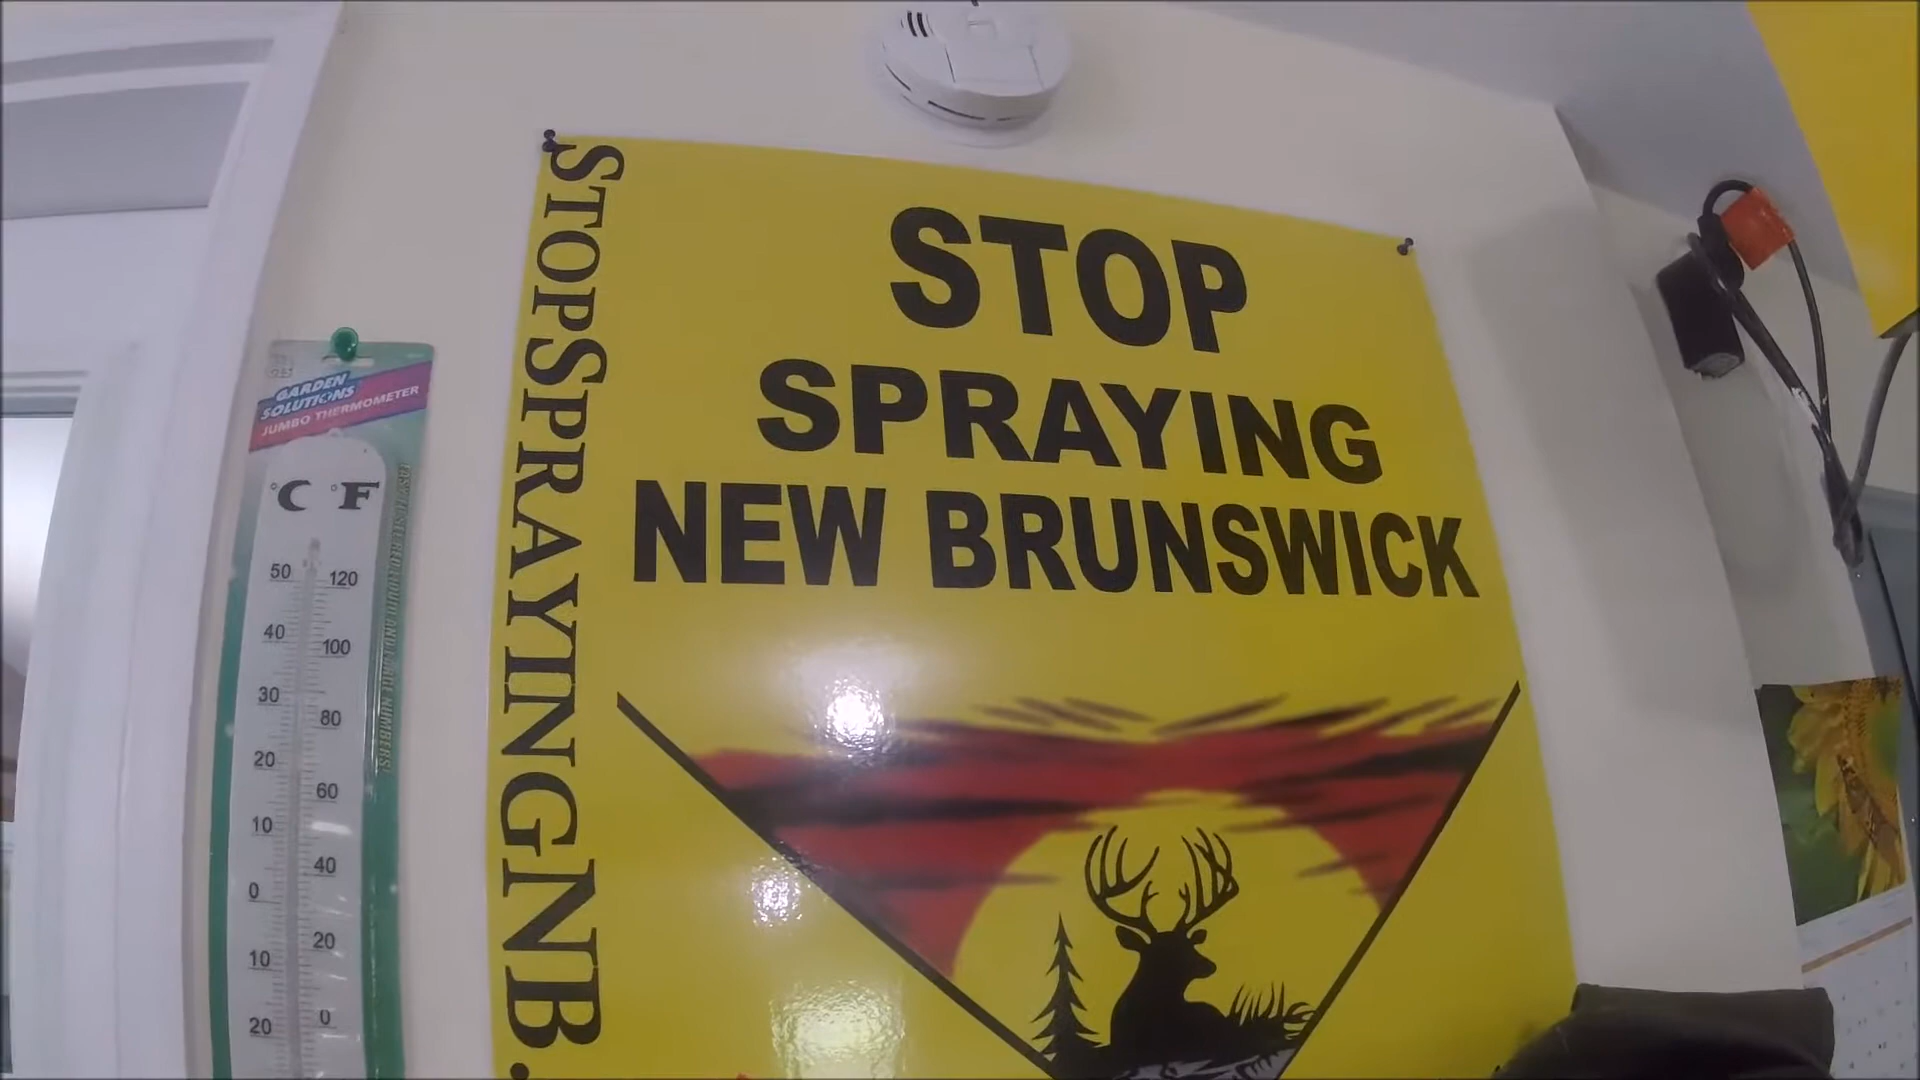 STOP
SPRAYING
NEW BRUNSWICK
STOPSPRAYINGNB.
GARDEN
SOLUTIONS
JUMBO THERMOMETER
°C °F
50 120
40 100
30 80
20 60
10 40
0 20
10 0
20